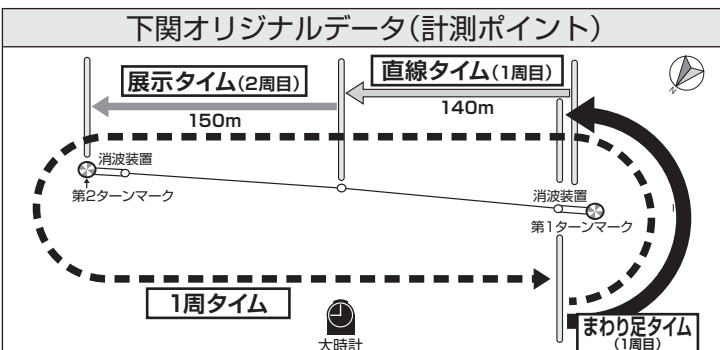 下関オリジナルデータ(計測ポイント)
展示タイム(2周目)
直線タイム(1周目)
150m
140m
N
消波装置
第2ターンマーク
消波装置
第1ターンマーク
1周タイム
大時計
まわり足タイム
(1周目)